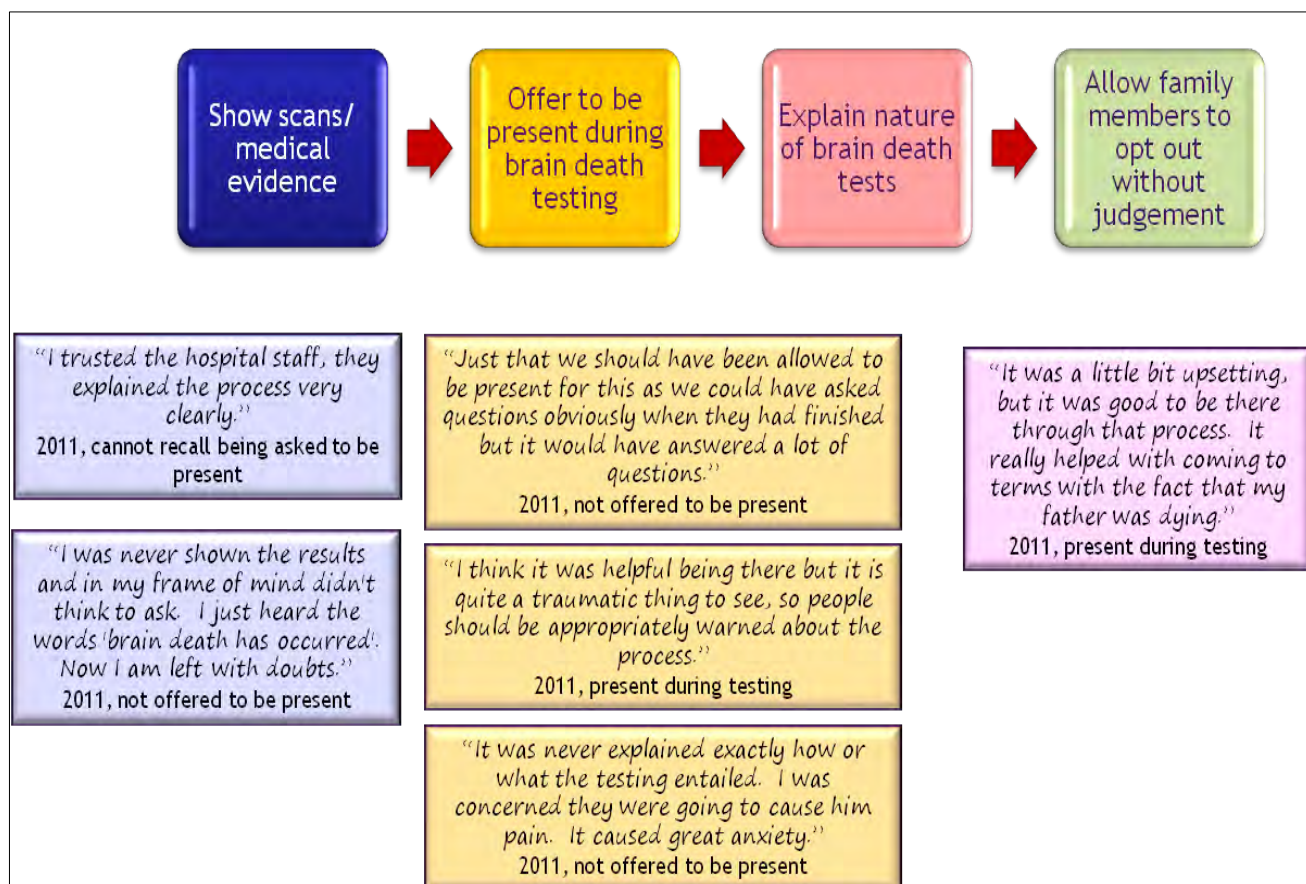 Show scans/
medical
evidence
Offer to be
present during
brain death
testing
Explain nature
of brain death
tests
Allow family
members to
opt out
without
judgement
“I trusted the hospital staff, they
explained the process very
clearly.”
2011, cannot recall being asked to be
present
“I was never shown the results
and in my frame of mind didn't
think to ask. I just heard the
words 'brain death has occurred'.
Now I am left with doubts.”
2011, not offered to be present
“Just that we should have been allowed to
be present for this as we could have asked
questions obviously when they had finished
but it would have answered a lot of
questions.”
2011, not offered to be present
“I think it was helpful being there but it is
quite a traumatic thing to see, so people
should be appropriately warned about the
process.”
2011, present during testing
“It was never explained exactly how or
what the testing entailed. I was
concerned they were going to cause him
pain. It caused great anxiety.”
2011, not offered to be present
“It was a little bit upsetting,
but it was good to be there
through that process. It
really helped with coming to
terms with the fact that my
father was dying.”
2011, present during testing